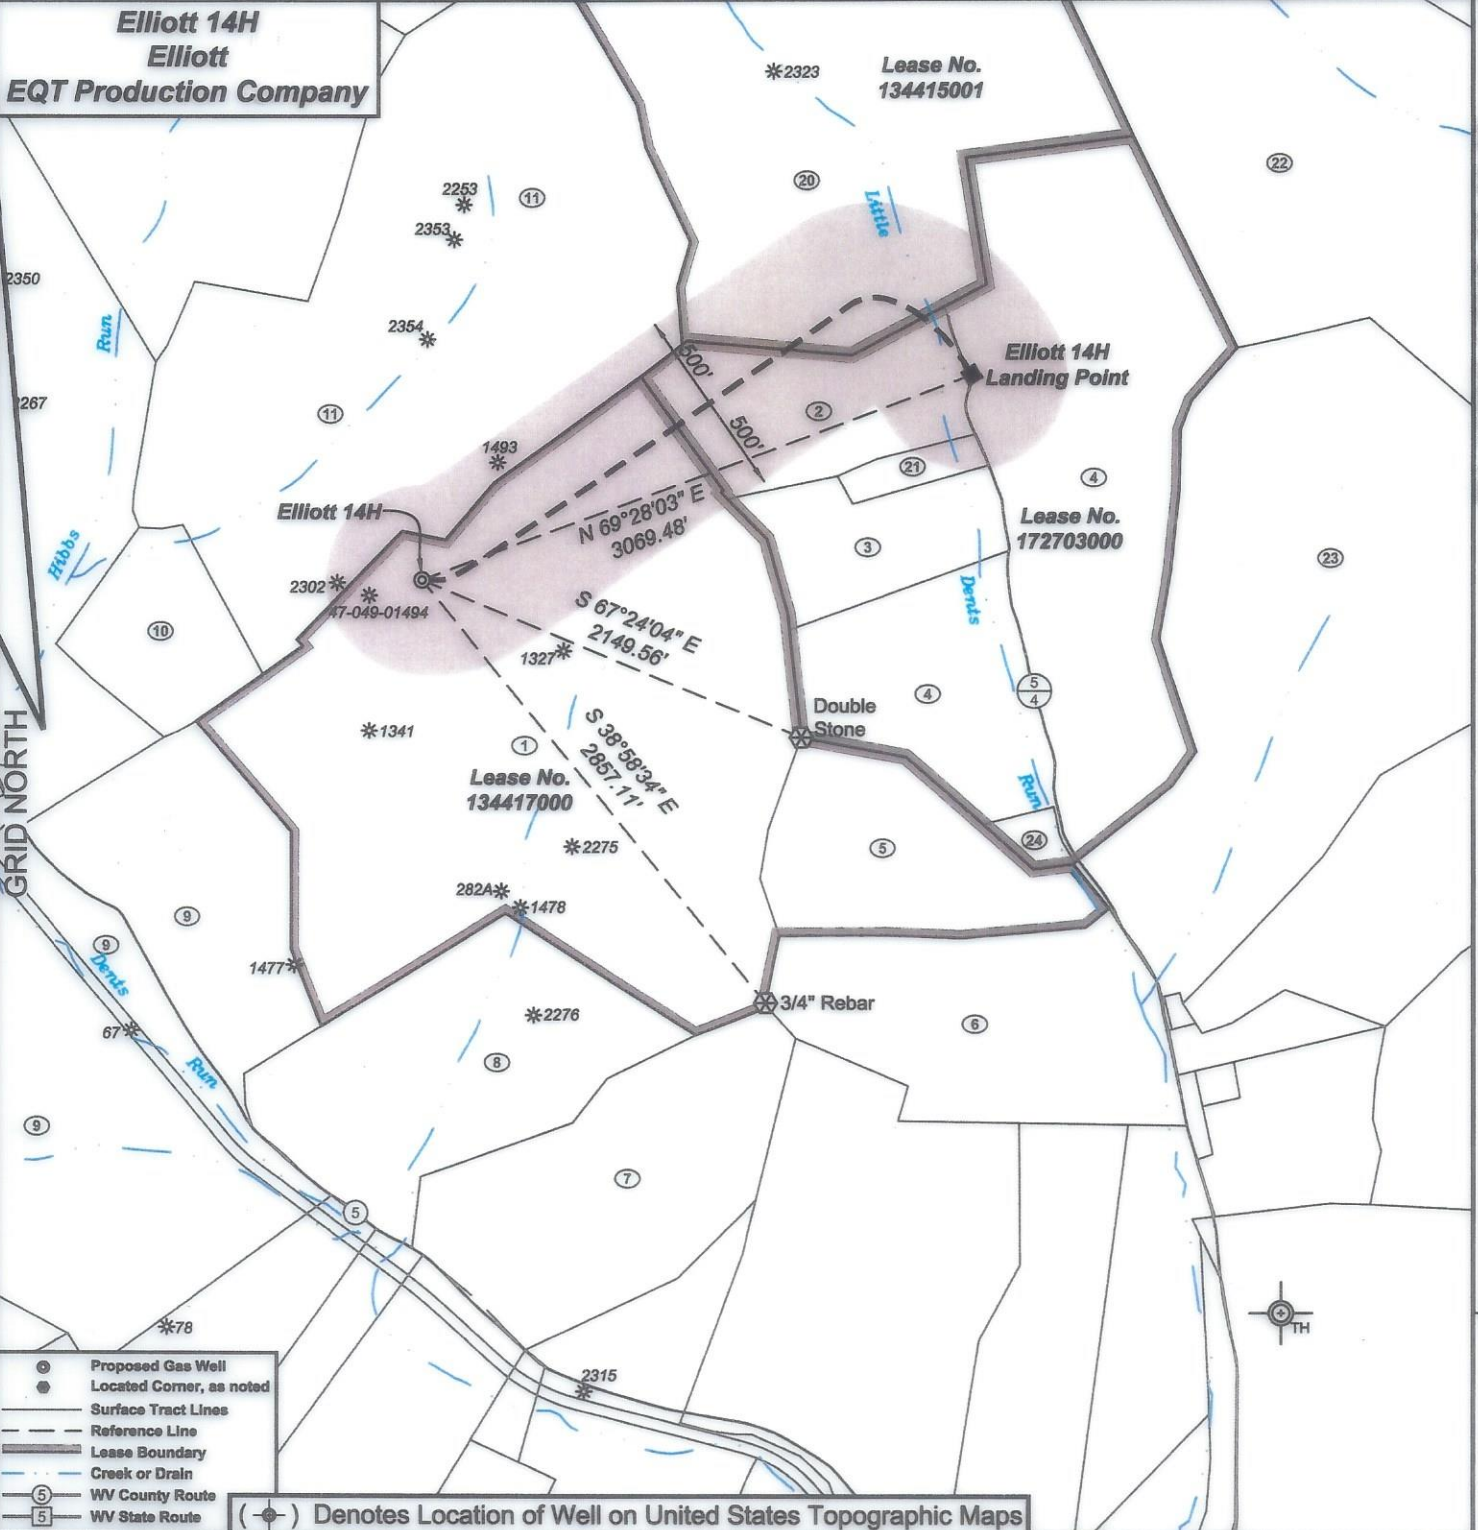 Elliott 14H
Elliott
EQT Production Company
2323
Lease No.
134415001
20
22
2253
11
2353
Little
2350
Run
2354
500'
Elliott 14H
Landing Point
267
11
2
500'
1493
21
4
Elliott 14H
Lease No.
172703000
N 69°28'03" E
3069.48'
3
23
Hibbs
2302
47-049-01494
Dents
10
S 67°24'04" E
2149.56'
1327
4
5
4
Double
Stone
1341
S 38°58'34" E
2857.11'
1
Lease No.
134417000
Run
GRID NORTH
2275
5
24
282A
1478
9
9
Dents
1477
3/4" Rebar
67
2276
6
8
Run
9
7
5
TH
78
2315
Proposed Gas Well
Located Corner, as noted
Surface Tract Lines
Reference Line
Lease Boundary
Creek or Drain
5 WV County Route
5 WV State Route
( ) Denotes Location of Well on United States Topographic Maps